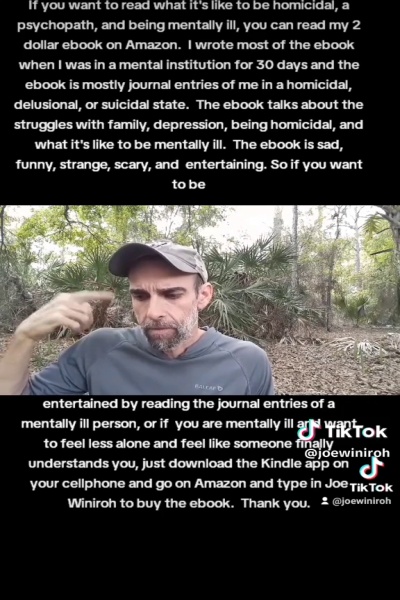 If you want to read what it's like to be homicidal, a
psychopath, and being mentally ill, you can read my 2
dollar ebook on Amazon.  I wrote most of the ebook
when I was in a mental institution for 30 days and the
ebook is mostly journal entries of me in a homicidal,
delusional, or suicidal state.  The ebook talks about the
struggles with family, depression, being homicidal, and
what it's like to be mentally ill.  The ebook is sad,
funny, strange, scary, and  entertaining. So if you want
to be
entertained by reading the journal entries of a
mentally ill person, or if  you are mentally ill and want
to feel less alone and feel like someone finally
understands you, just download the Kindle app on
your cellphone and go on Amazon and type in Joe
Winiroh to buy the ebook.  Thank you.
TikTok
@joewiniroh
TikTok
@joewiniroh